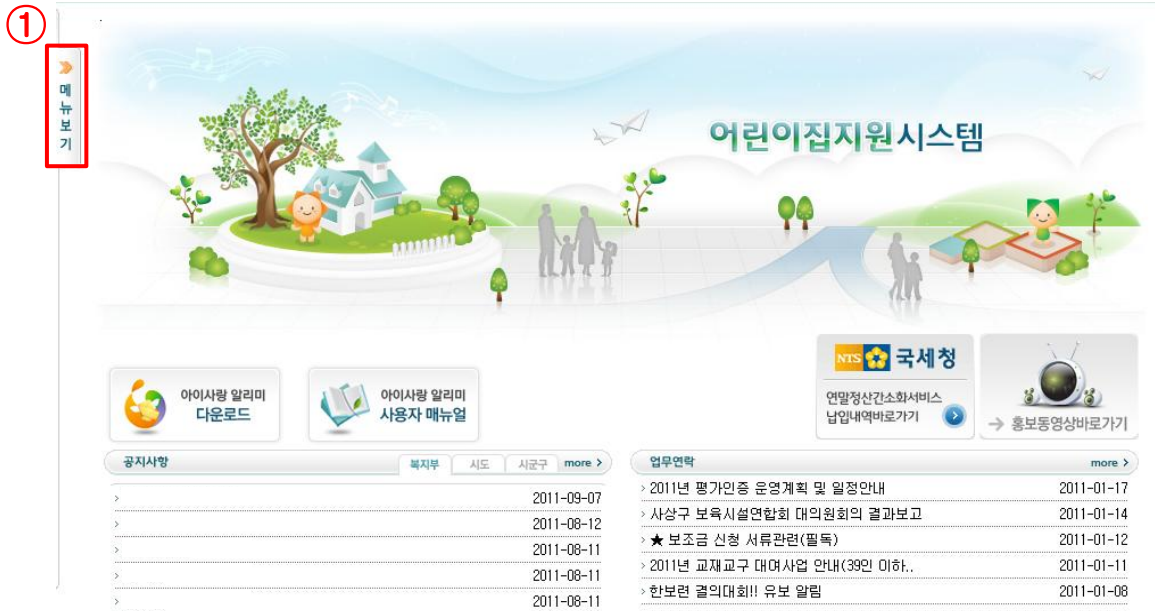 ①
메뉴보기
어린이집지원시스템
아이사랑 알리미
다운로드
아이사랑 알리미
사용자 매뉴얼
NTS 국세청
연말정산간소화서비스
납입내역바로가기
→ 홍보동영상바로가기
공지사항 복지부 시도 시군구 more >
› 2011-09-07
› 2011-08-12
› 2011-08-11
› 2011-08-11
› 2011-08-11
업무연락 more >
› 2011년 평가인증 운영계획 및 일정안내 2011-01-17
› 사상구 보육시설연합회 대의원회의 결과보고 2011-01-14
› ★ 보조금 신청 서류관련(필독) 2011-01-12
› 2011년 교재교구 대여사업 안내(39인 이하.. 2011-01-11
› 한보련 결의대회!! 유보 알림 2011-01-08